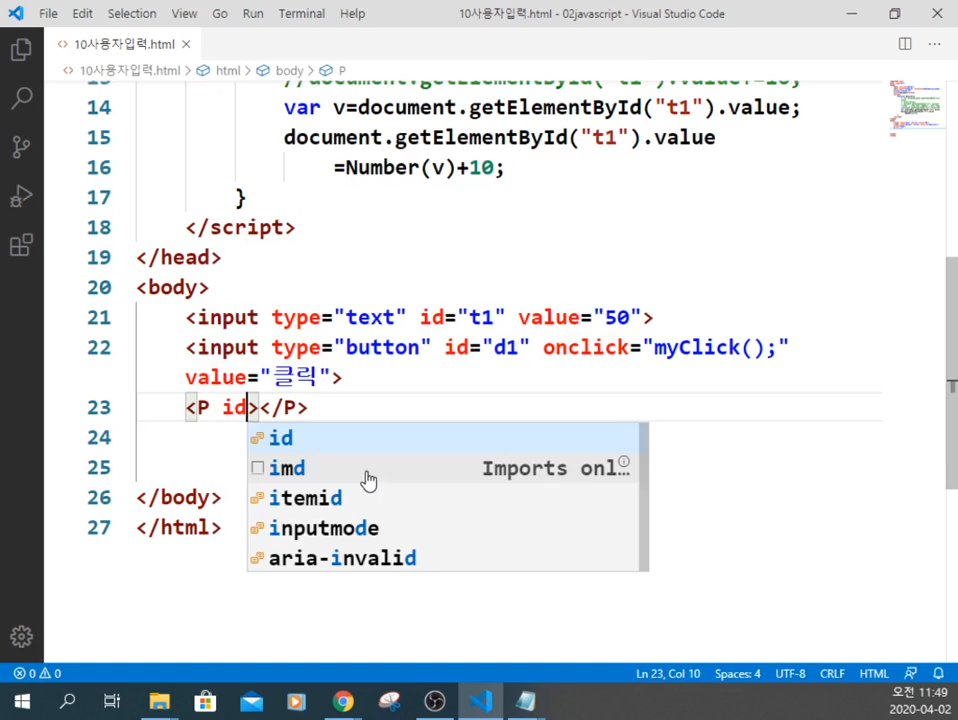 File Edit Selection View Go Run Terminal Help 10사용자입력.html - 02javascript - Visual Studio Code
<> 10사용자입력.html ×
<> 10사용자입력.html > html > body > P
//document.getElementById("t1").value+=10;
14 var v=document.getElementById("t1").value;
15 document.getElementById("t1").value
16 =Number(v)+10;
17 }
18 </script>
19 </head>
20 <body>
21 <input type="text" id="t1" value="50">
22 <input type="button" id="d1" onclick="myClick();"
value="클릭">
23 <P id></P>
24 id
25 imd Imports onl…
26 </body> itemid
27 </html> inputmode
aria-invalid
0 0 Ln 23, Col 10 Spaces: 4 UTF-8 CRLF HTML
오전 11:49
2020-04-02